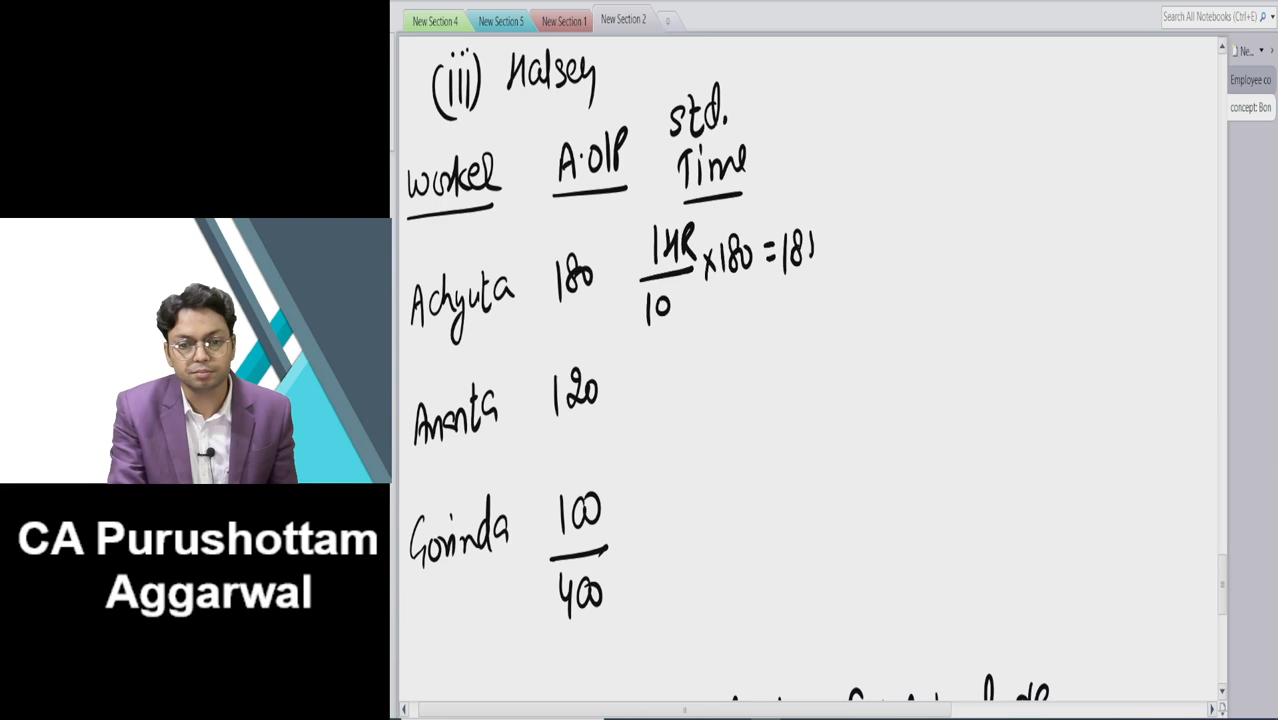 New Section 4 New Section 5 New Section 1 New Section 2
Search All Notebooks (Ctrl+E)
Ne...
Employee co
concept: Bon
(iii) Halsey
Worker A.O/P Std. Time
Achyuta 180 1HR/10 ×180 =18
Ananta 120
Govinda 100
400
CA Purushottam
Aggarwal